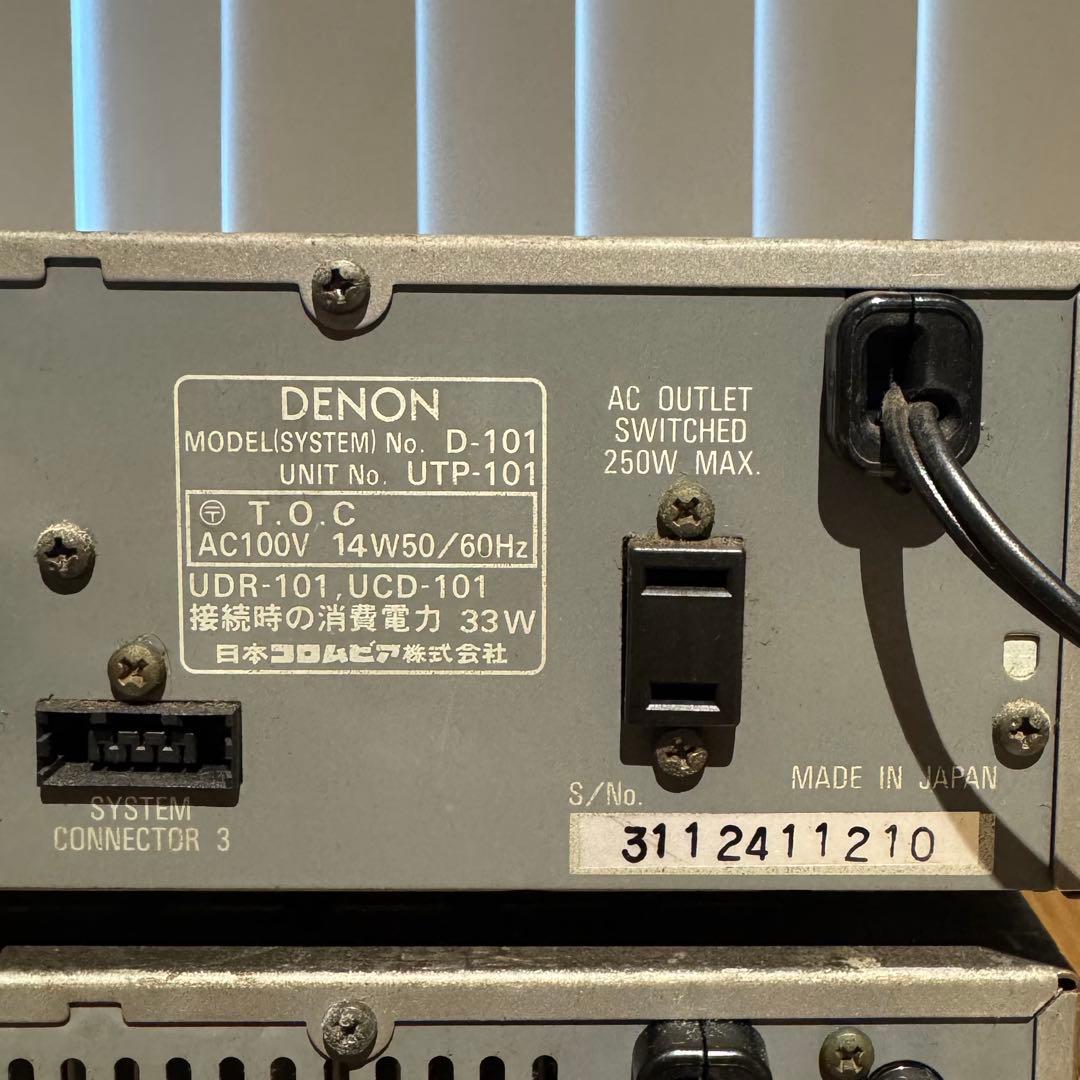 DENON
MODEL(SYSTEM) No. D-101
UNIT No. UTP-101
〒 T.O.C
AC100V 14W50/60Hz
UDR-101, UCD-101
接続時の消費電力 33W
日本コロムビア株式会社
AC OUTLET
SWITCHED
250W MAX.
SYSTEM
CONNECTOR 3
MADE IN JAPAN
S/No.
3112411210